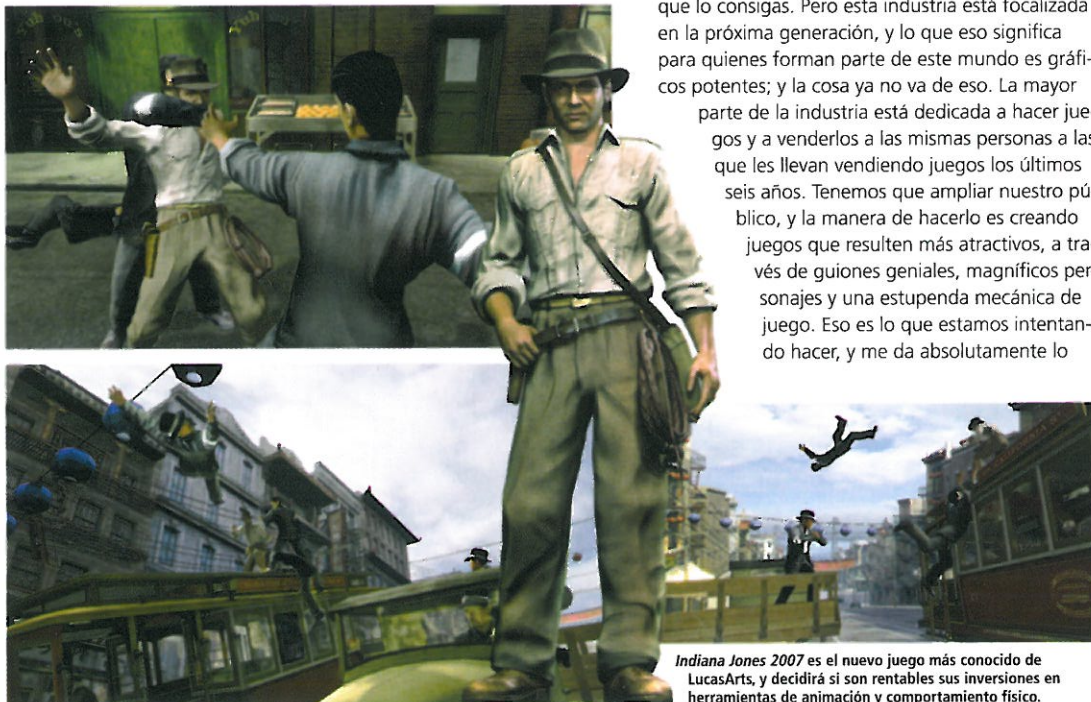 que lo consigas. Pero esta industria está focalizada
en la próxima generación, y lo que eso significa
para quienes forman parte de este mundo es gráfi-
cos potentes; y la cosa ya no va de eso. La mayor
parte de la industria está dedicada a hacer jue-
gos y a venderlos a las mismas personas a las
que les llevan vendiendo juegos los últimos
seis años. Tenemos que ampliar nuestro pú-
blico, y la manera de hacerlo es creando
juegos que resulten más atractivos, a tra-
vés de guiones geniales, magníficos per-
sonajes y una estupenda mecánica de
juego. Eso es lo que estamos intentan-
do hacer, y me da absolutamente lo
Indiana Jones 2007 es el nuevo juego más conocido de
LucasArts, y decidirá si son rentables sus inversiones en
herramientas de animación y comportamiento físico.